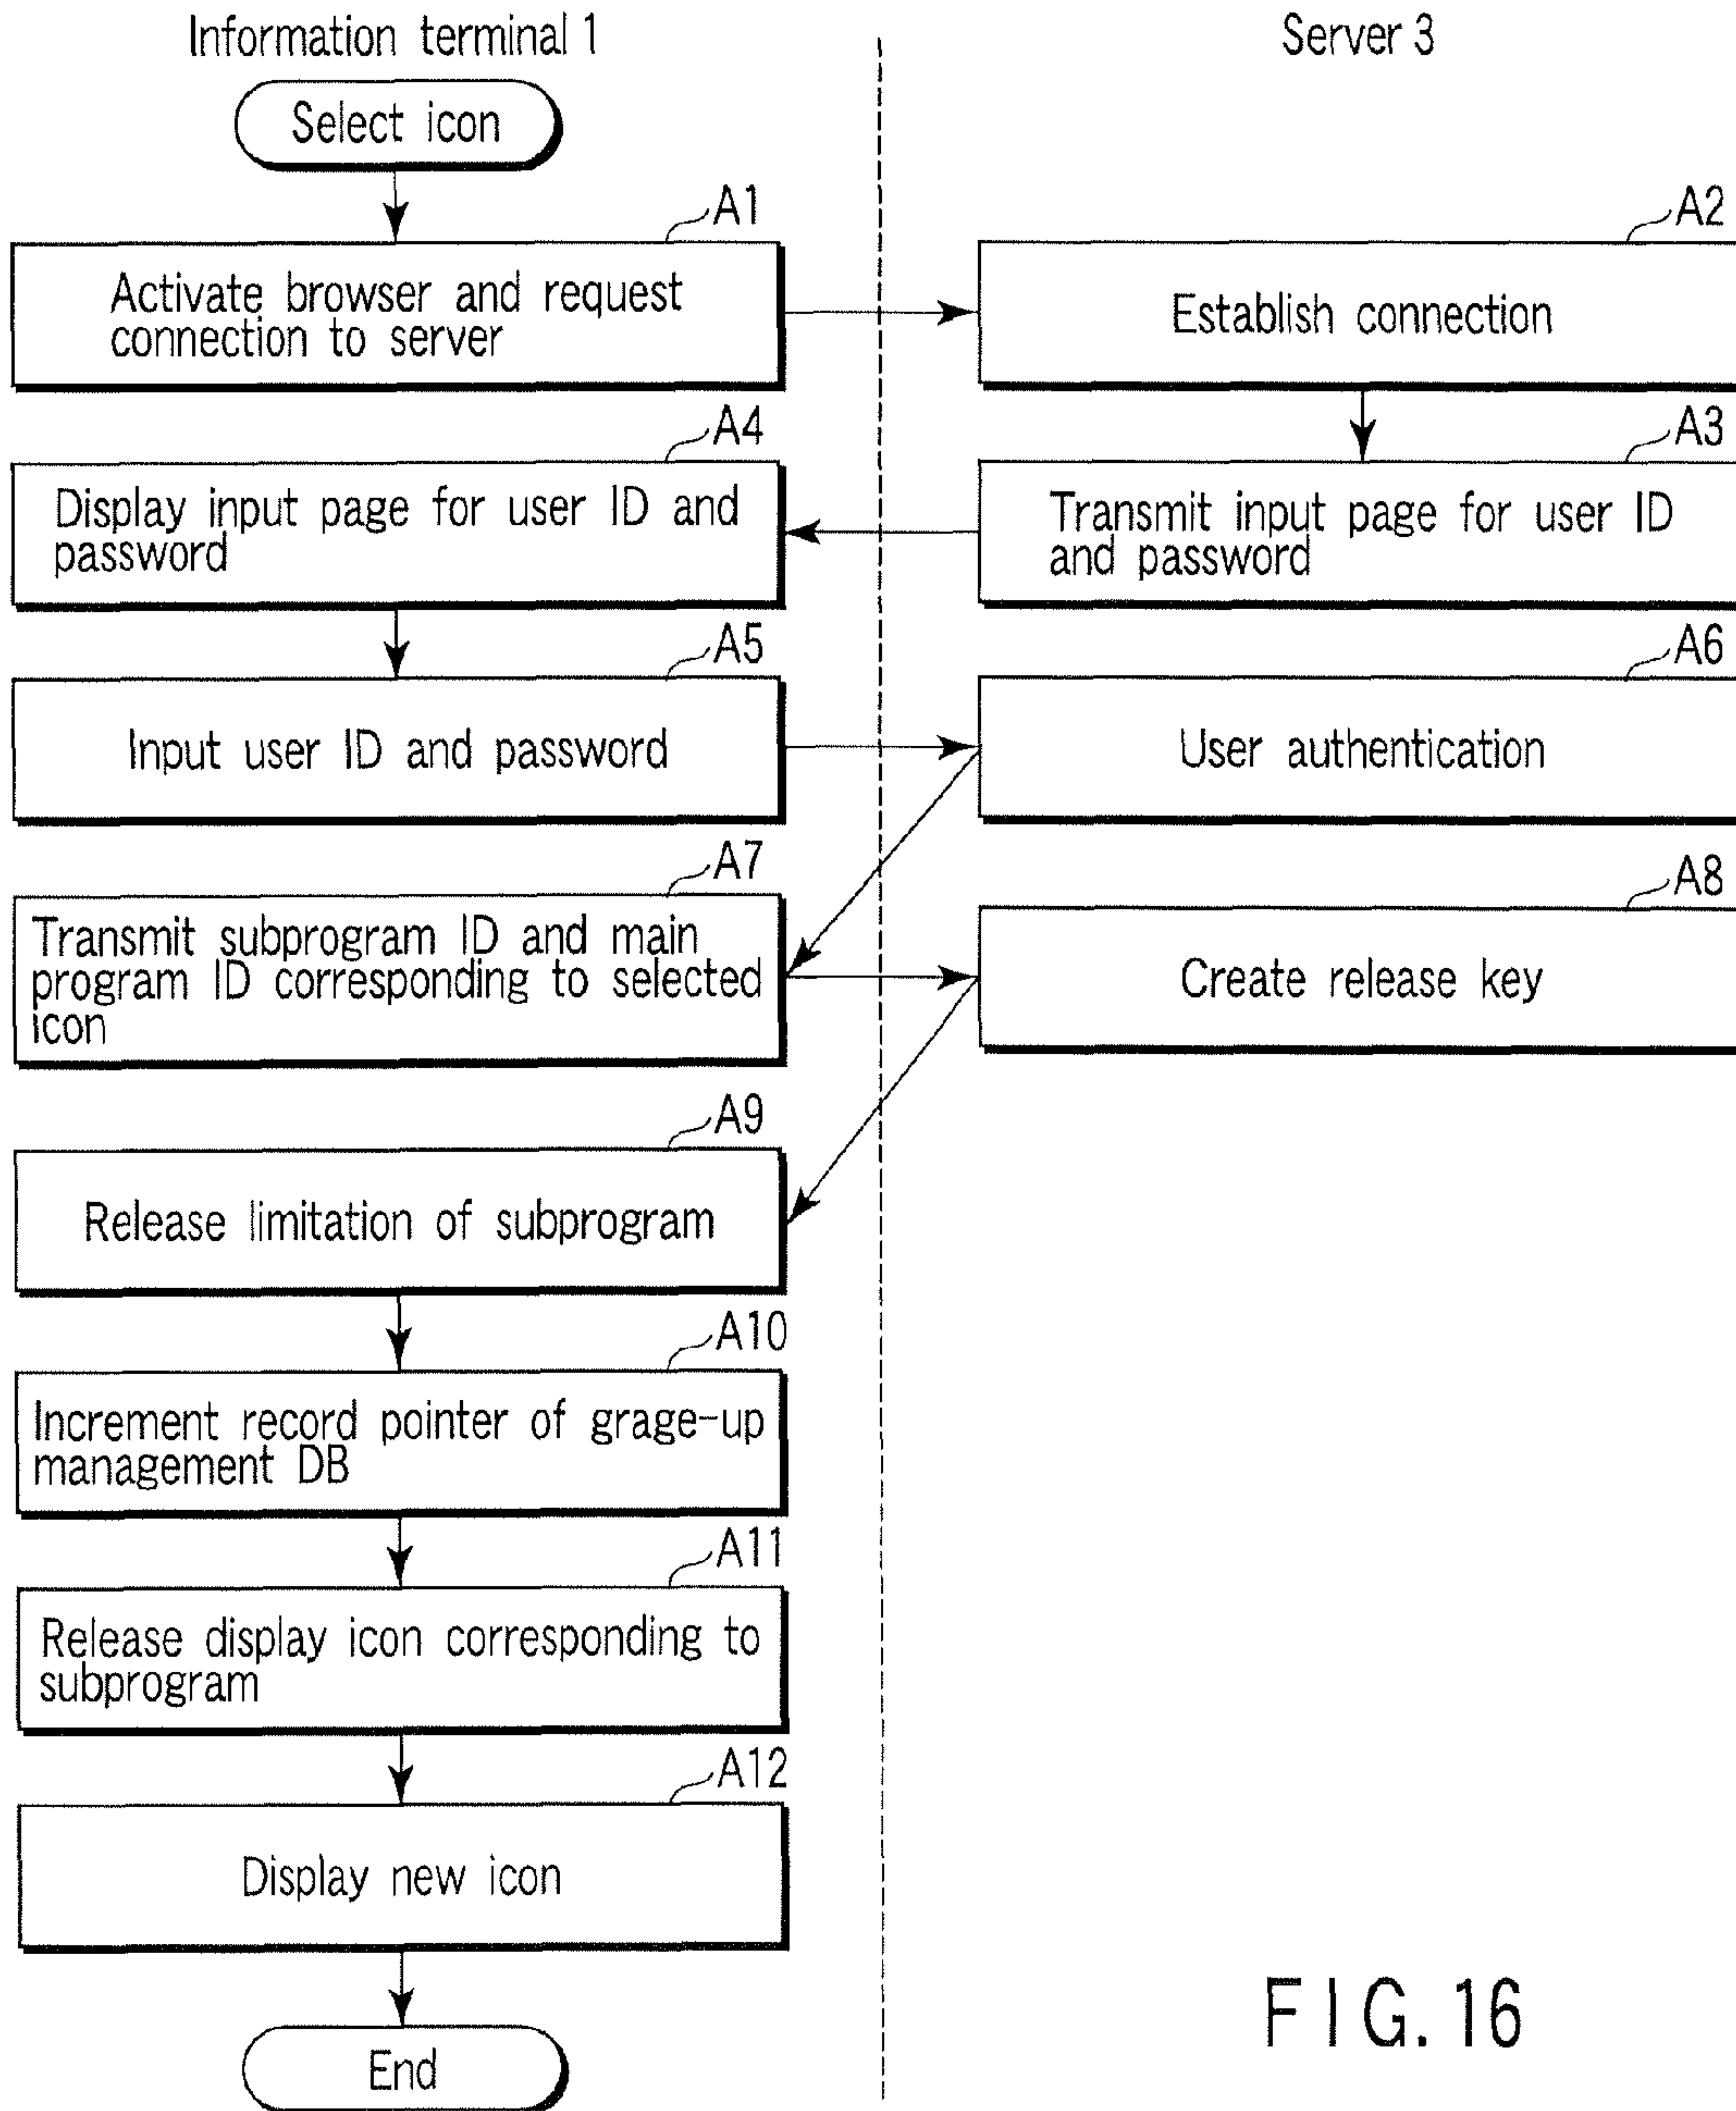 Information terminal 1
Server 3
Select icon
A1
Activate browser and request
connection to server
A2
Establish connection
A4
Display input page for user ID and
password
A3
Transmit input page for user ID
and password
A5
Input user ID and password
A6
User authentication
A7
Transmit subprogram ID and main
program ID corresponding to selected
icon
A8
Create release key
A9
Release limitation of subprogram
A10
Increment record pointer of grage-up
management DB
A11
Release display icon corresponding to
subprogram
A12
Display new icon
End
FIG. 16